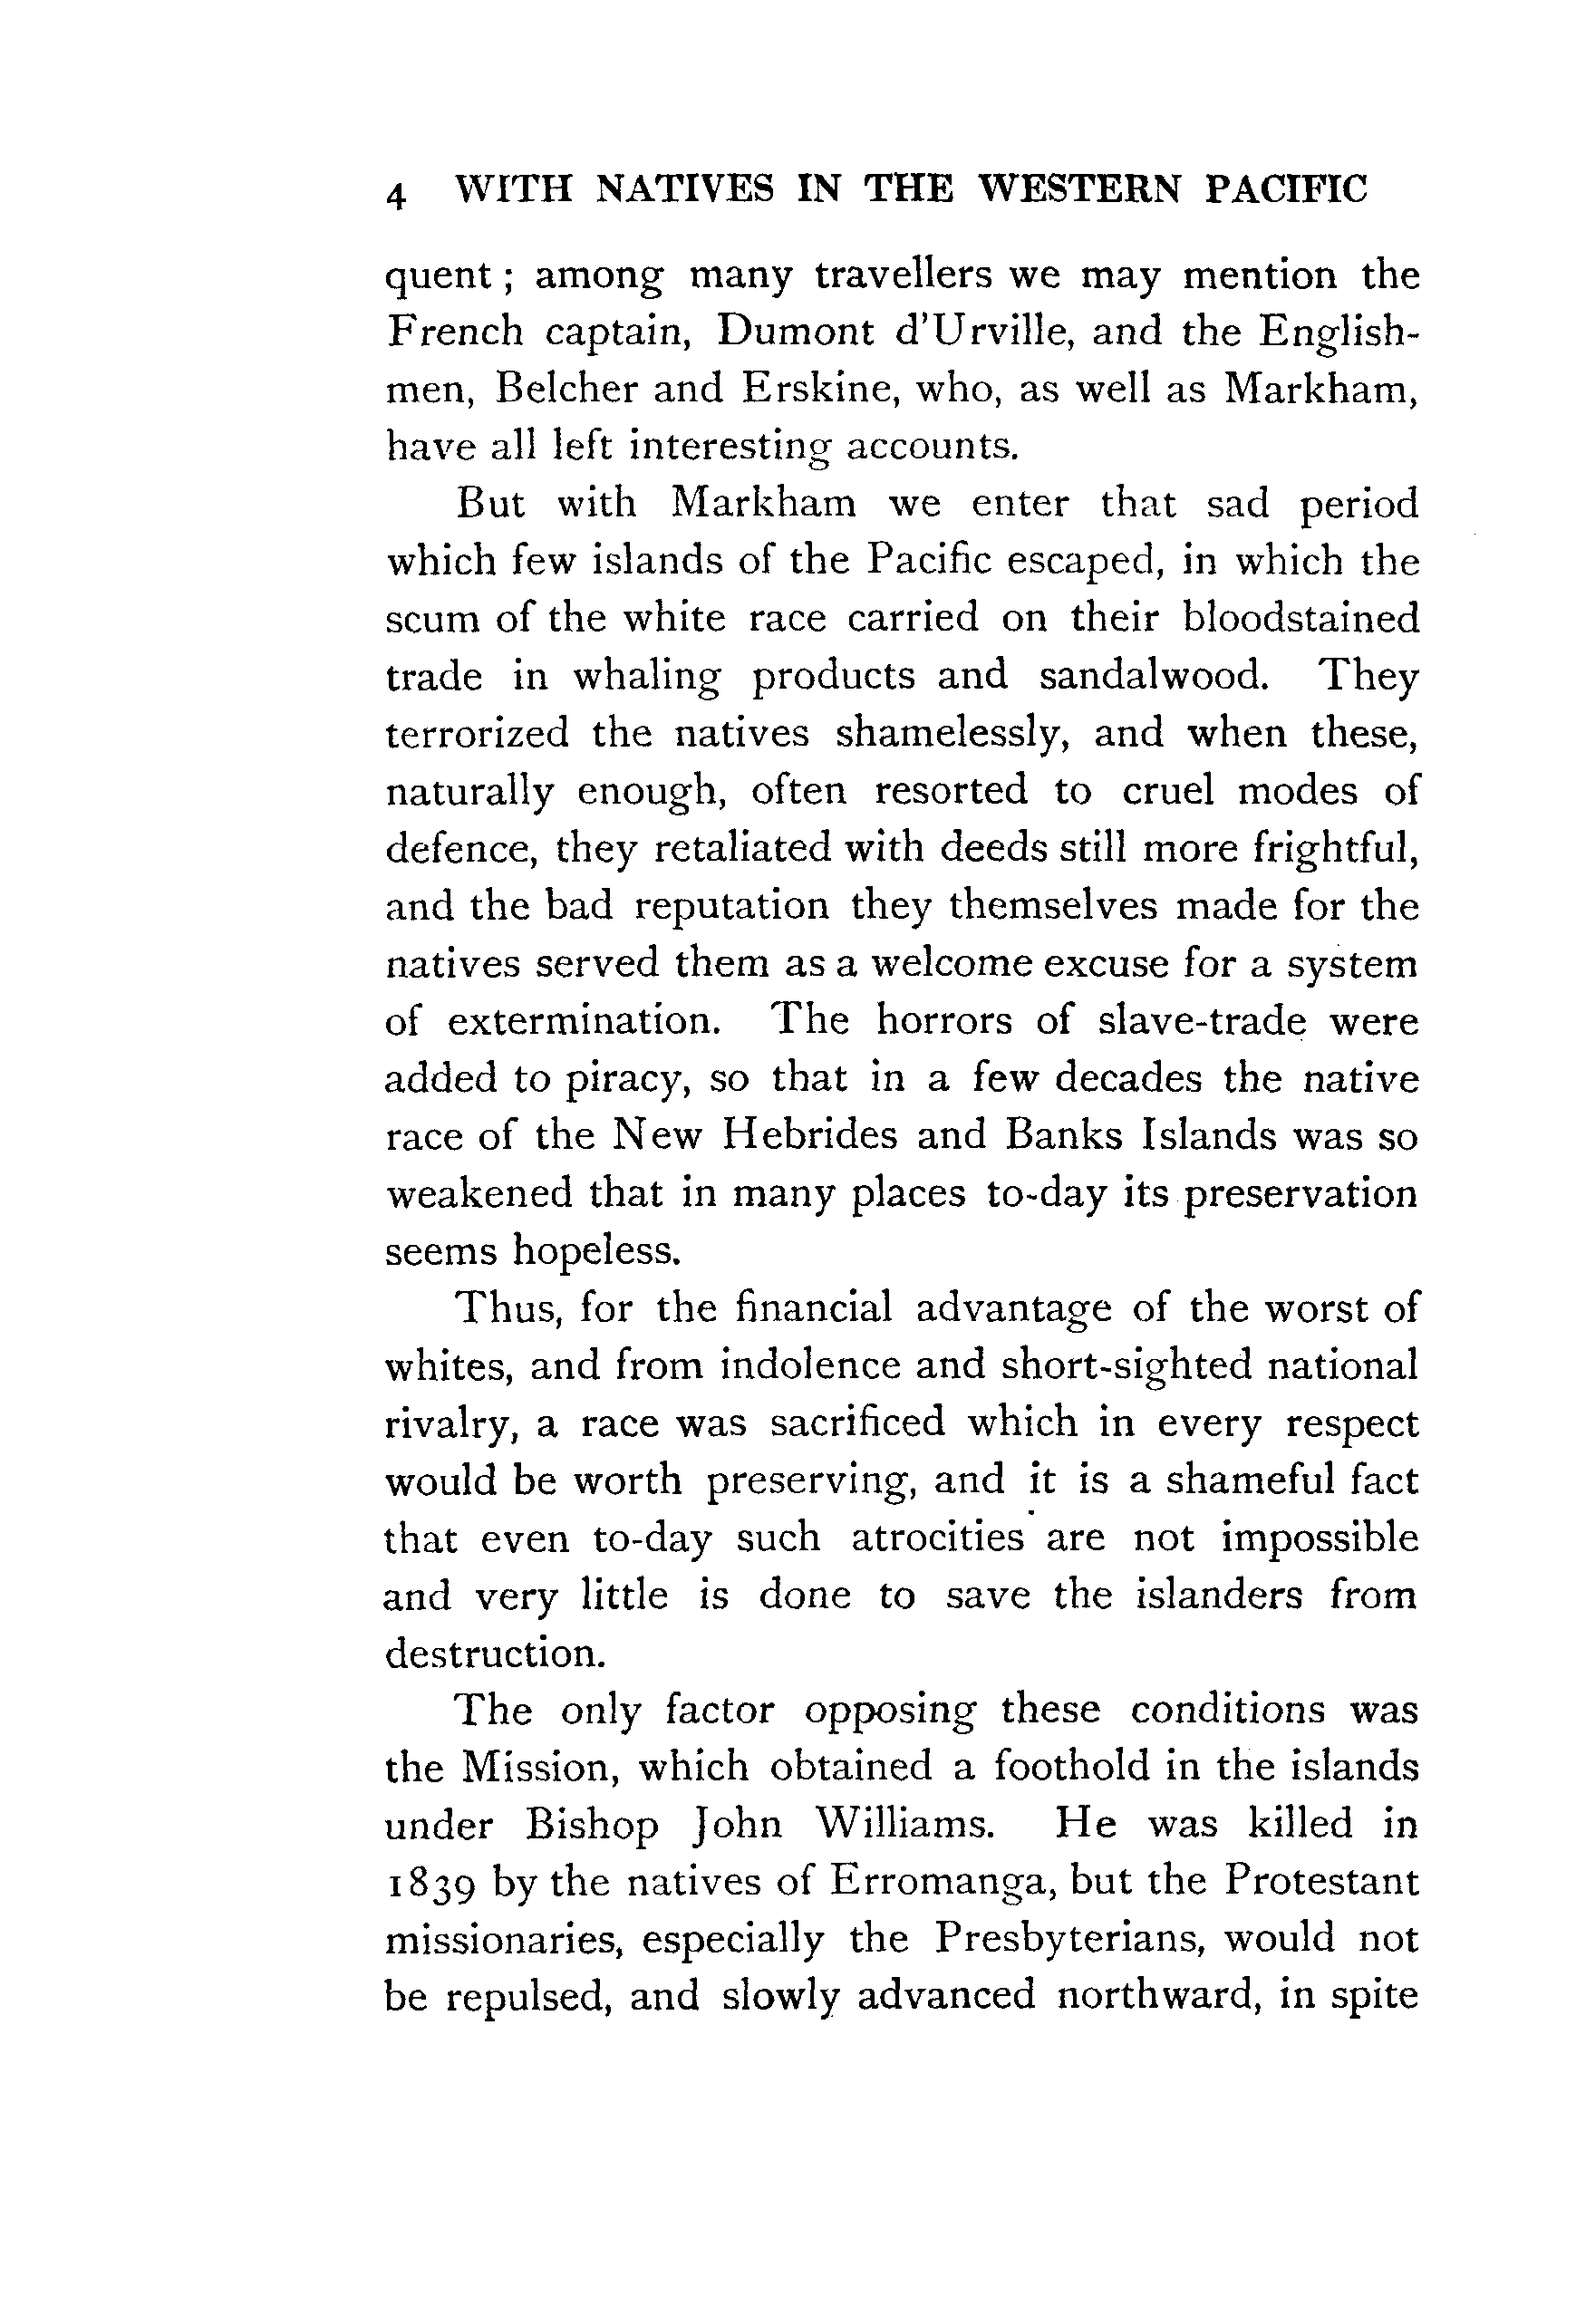 4 WITH NATIVES IN THE WESTERN PACIFIC
quent ; among many travellers we may mention the
French captain, Dumont d'Urville, and the English-
men, Belcher and Erskine, who, as well as Markham,
have all left interesting accounts.
But with Markham we enter that sad period
which few islands of the Pacific escaped, in which the
scum of the white race carried on their bloodstained
trade in whaling products and sandalwood. They
terrorized the natives shamelessly, and when these,
naturally enough, often resorted to cruel modes of
defence, they retaliated with deeds still more frightful,
and the bad reputation they themselves made for the
natives served them as a welcome excuse for a system
of extermination. The horrors of slave-trade were
added to piracy, so that in a few decades the native
race of the New Hebrides and Banks Islands was so
weakened that in many places to-day its preservation
seems hopeless.
Thus, for the financial advantage of the worst of
whites, and from indolence and short-sighted national
rivalry, a race was sacrificed which in every respect
would be worth preserving, and it is a shameful fact
that even to-day such atrocities are not impossible
and very little is done to save the islanders from
destruction.
The only factor opposing these conditions was
the Mission, which obtained a foothold in the islands
under Bishop John Williams. He was killed in
1839 by the natives of Erromanga, but the Protestant
missionaries, especially the Presbyterians, would not
be repulsed, and slowly advanced northward, in spite